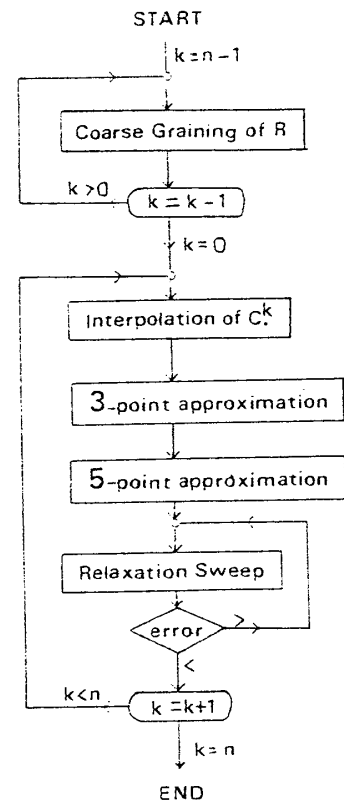 START
k=n-1
Coarse Graining of R
k>0
k = k-1
k=0
Interpolation of C.^k
3-point approximation
5-point approximation
Relaxation Sweep
error
>
<
k<n
k =k+1
k=n
END